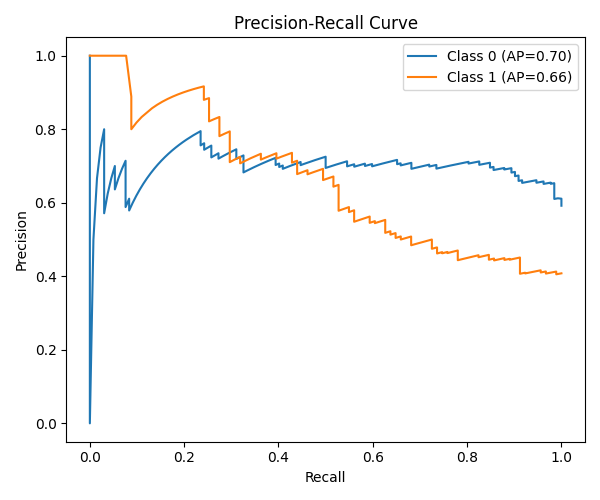 Precision-Recall Curve
Class 0 (AP=0.70)
Class 1 (AP=0.66)
Precision
1.0
0.8
0.6
0.4
0.2
0.0
0.0 0.2 0.4 0.6 0.8 1.0
Recall